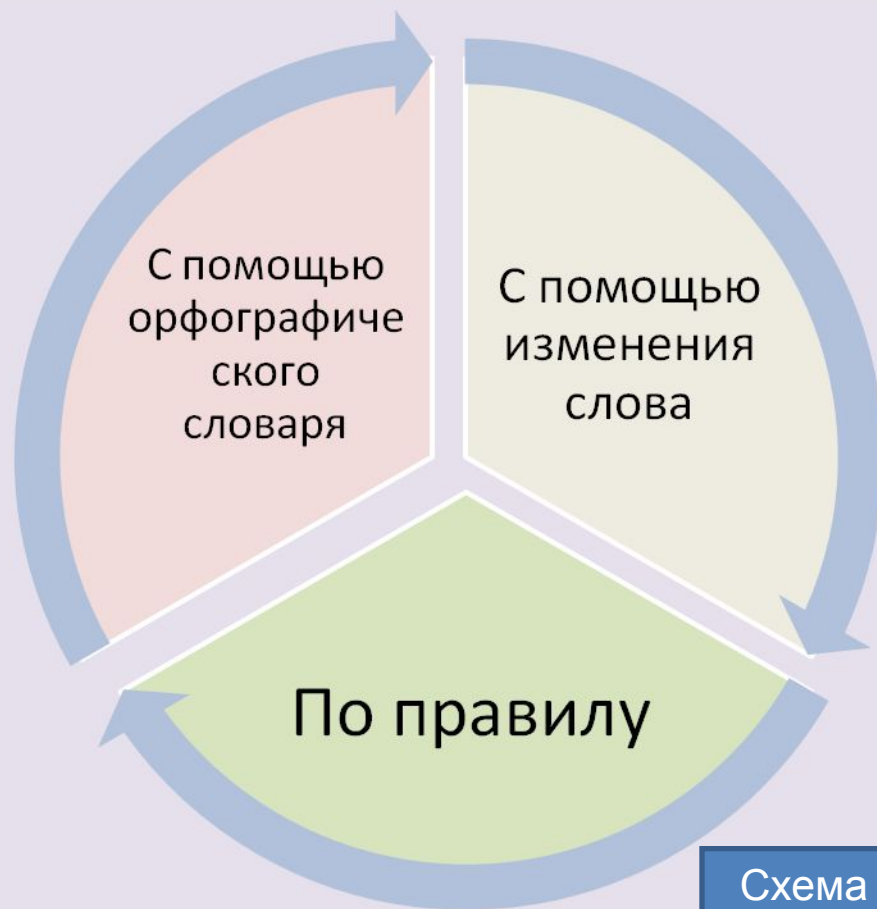 С помощью
орфографиче
ского
словаря
С помощью
изменения
слова
По правилу
Схема